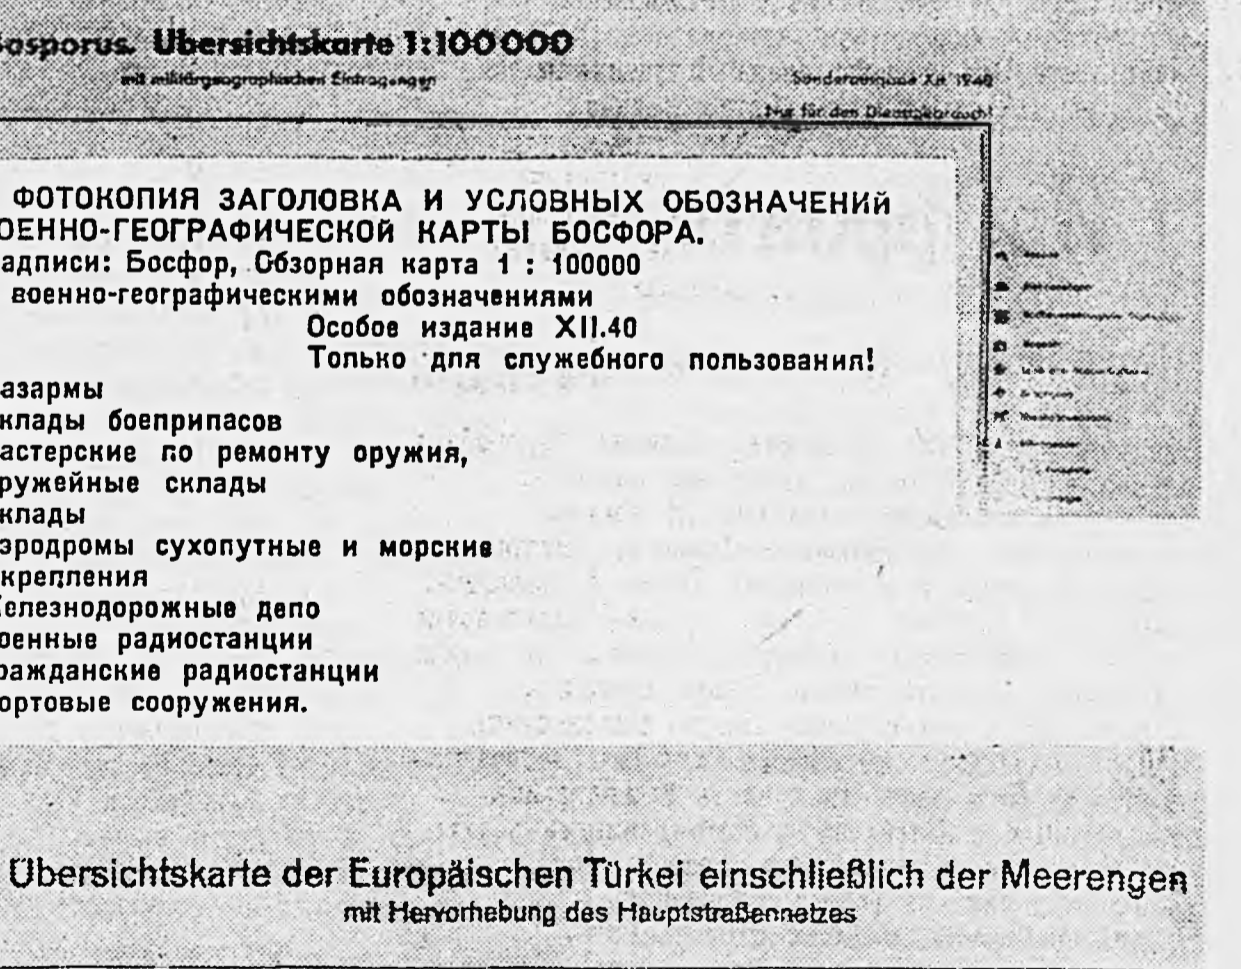 Bosporus. Übersichtskarte 1:100 000
mit militärgeographischen Eintragungen
Sonderausgabe XII. 1940
Nur für den Dienstgebrauch!
ФОТОКОПИЯ ЗАГОЛОВКА И УСЛОВНЫХ ОБОЗНАЧЕНИЙ
ОЕННО-ГЕОГРАФИЧЕСКОЙ КАРТЫ БОСФОРА.
адписи: Босфор, Обзорная карта 1 : 100000
военно-географическими обозначениями
Особое издание XII.40
Только для служебного пользования!
азармы
клады боеприпасов
астерские по ремонту оружия,
ружейные склады
клады
эродромы сухопутные и морские
крепления
елезнодорожные депо
оенные радиостанции
ражданские радиостанции
ортовые сооружения.
Übersichtskarte der Europäischen Türkei einschließlich der Meerengen
mit Hervorhebung des Hauptstraßennetzes